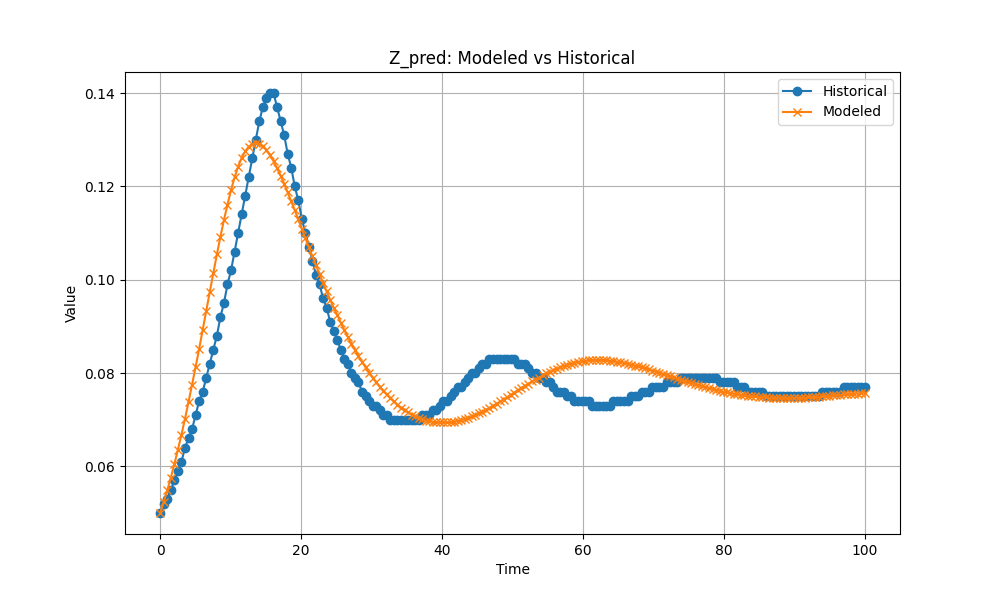 Z_pred: Modeled vs Historical
Historical
Modeled
Value
0.14
0.12
0.10
0.08
0.06
0 20 40 60 80 100
Time